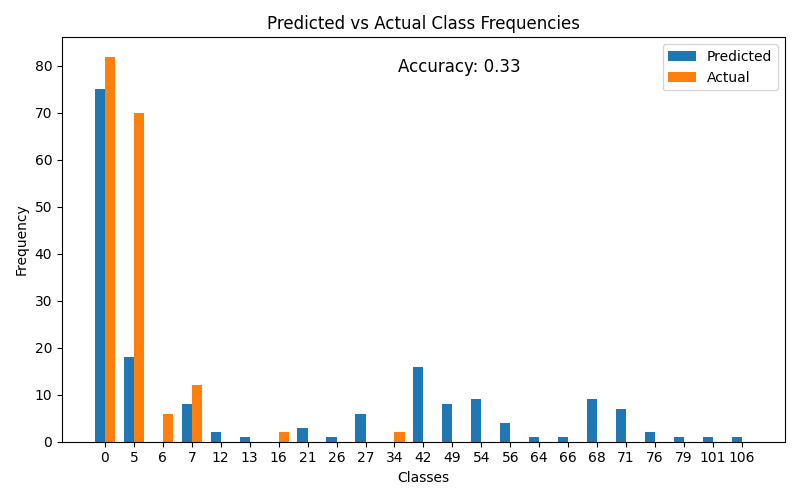 Predicted vs Actual Class Frequencies
Accuracy: 0.33
Predicted
Actual
Frequency
80
70
60
50
40
30
20
10
0
0 5 6 7 12 13 16 21 26 27 34 42 49 54 56 64 66 68 71 76 79 101 106
Classes